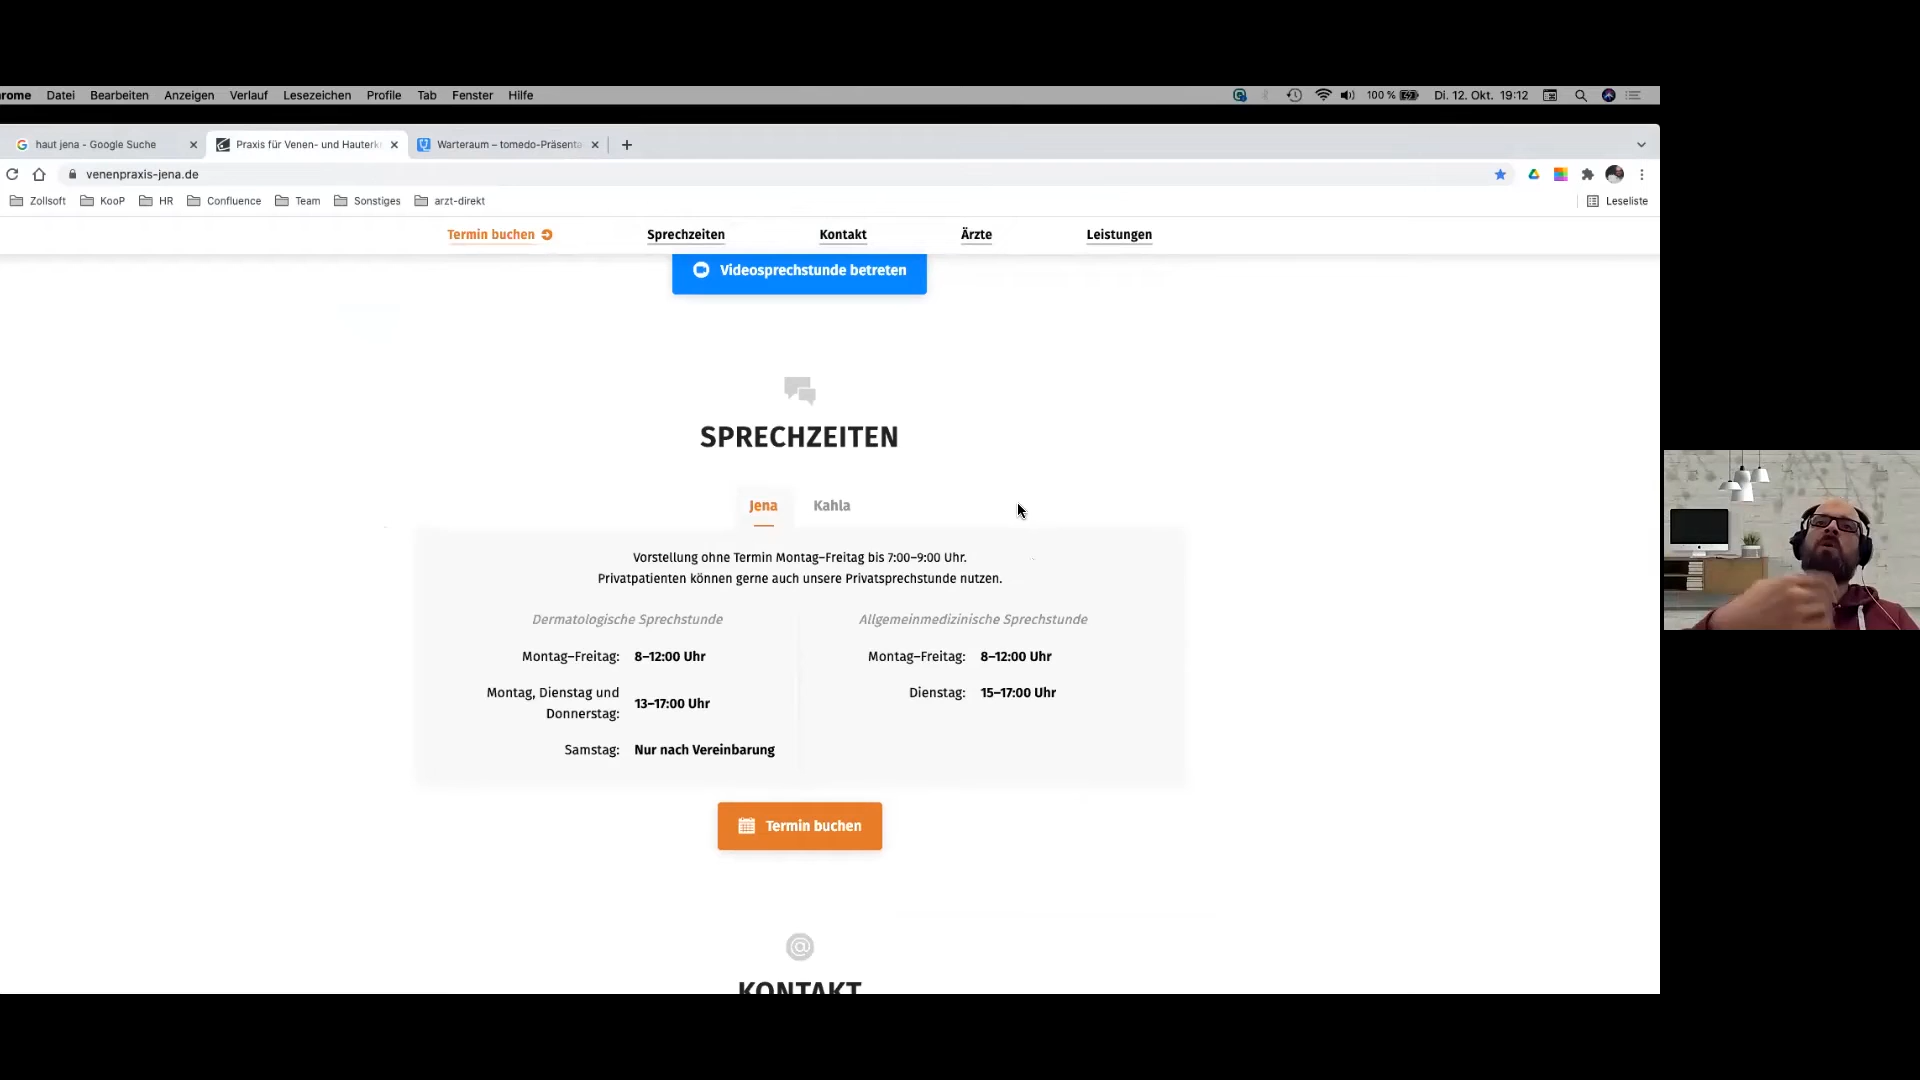 rome Datei Bearbeiten Anzeigen Verlauf Lesezeichen Profile Tab Fenster Hilfe 100 % Di. 12. Okt. 19:12
haut jena - Google Suche Praxis für Venen- und Hauterk Warteraum – tomedo-Präsenta
venenpraxis-jena.de
Zollsoft KooP HR Confluence Team Sonstiges arzt-direkt Leseliste
Termin buchen Sprechzeiten Kontakt Ärzte Leistungen
Videosprechstunde betreten
SPRECHZEITEN
Jena Kahla
Vorstellung ohne Termin Montag–Freitag bis 7:00–9:00 Uhr.
Privatpatienten können gerne auch unsere Privatsprechstunde nutzen.
Dermatologische Sprechstunde Allgemeinmedizinische Sprechstunde
Montag–Freitag: 8–12:00 Uhr Montag–Freitag: 8–12:00 Uhr
Montag, Dienstag und Donnerstag: 13–17:00 Uhr Dienstag: 15–17:00 Uhr
Samstag: Nur nach Vereinbarung
Termin buchen
KONTAKT